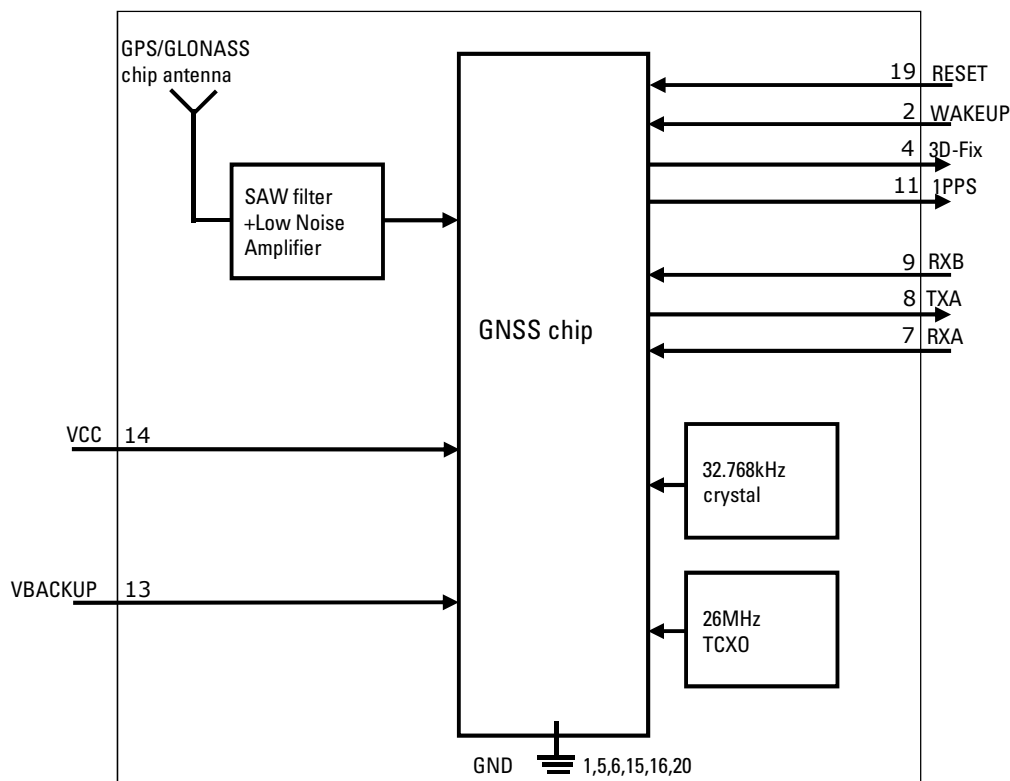 GPS/GLONASS
chip antenna
SAW filter
+Low Noise
Amplifier
GNSS chip
19 RESET
2 WAKEUP
4 3D-Fix
11 1PPS
9 RXB
8 TXA
7 RXA
VCC 14
32.768kHz
crystal
VBACKUP 13
26MHz
TCXO
GND 1,5,6,15,16,20